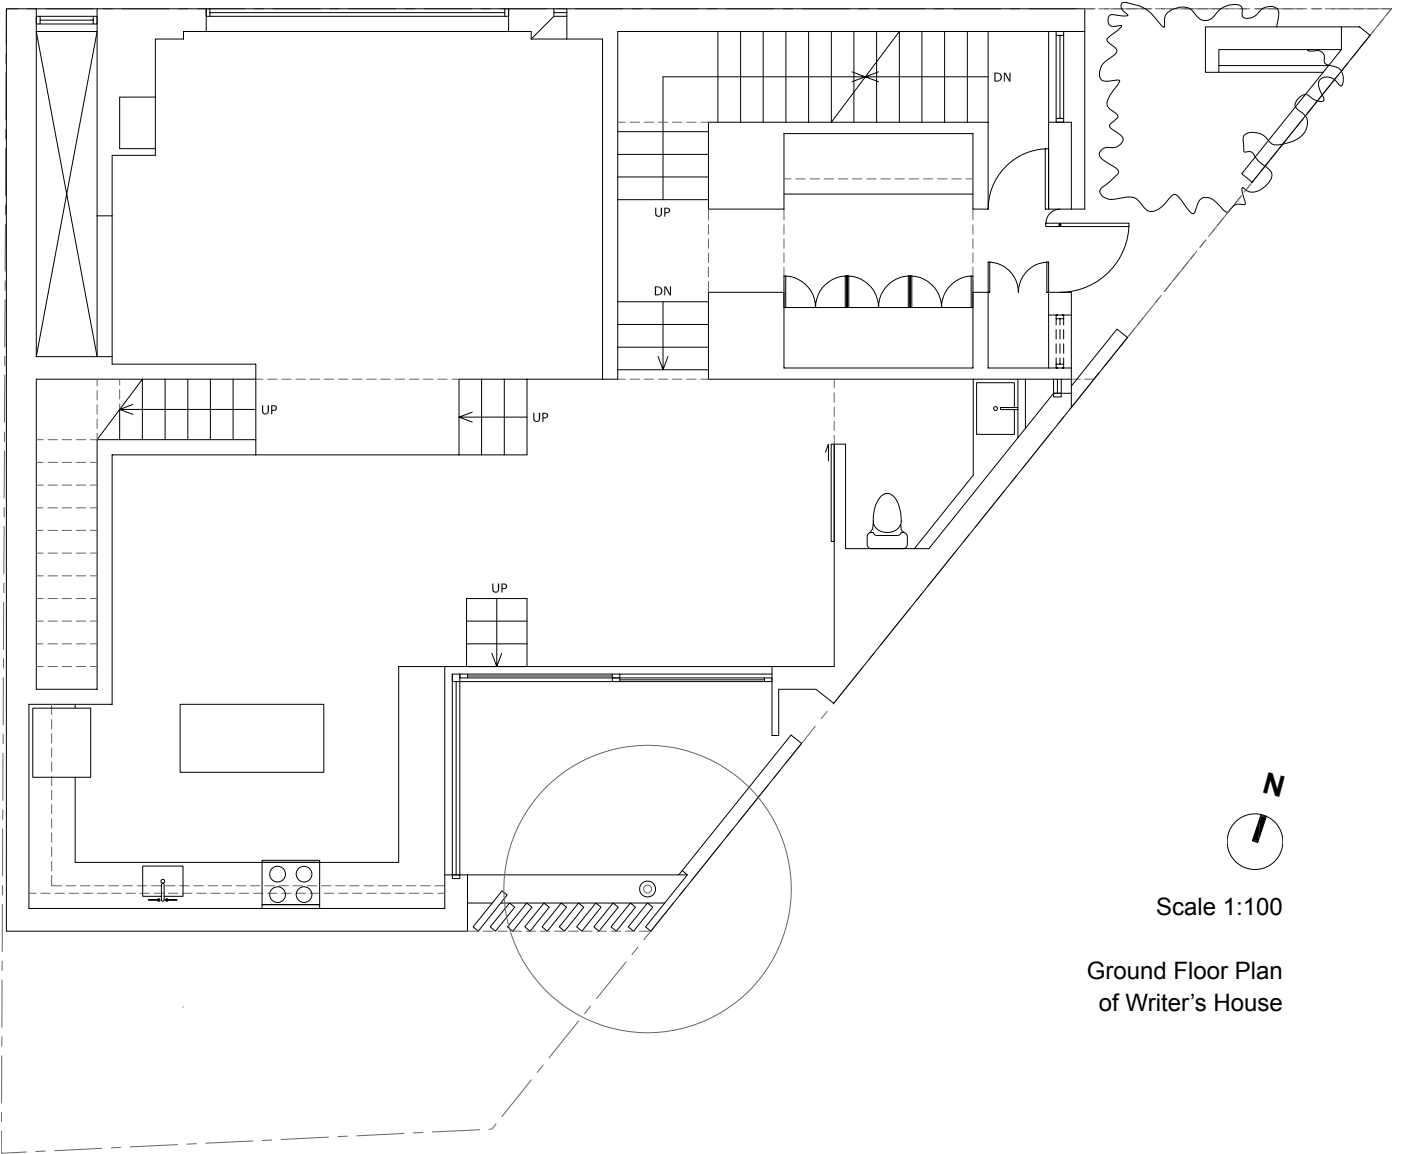 DN
UP
DN
UP
UP
UP
N
Scale 1:100
Ground Floor Plan
of Writer’s House